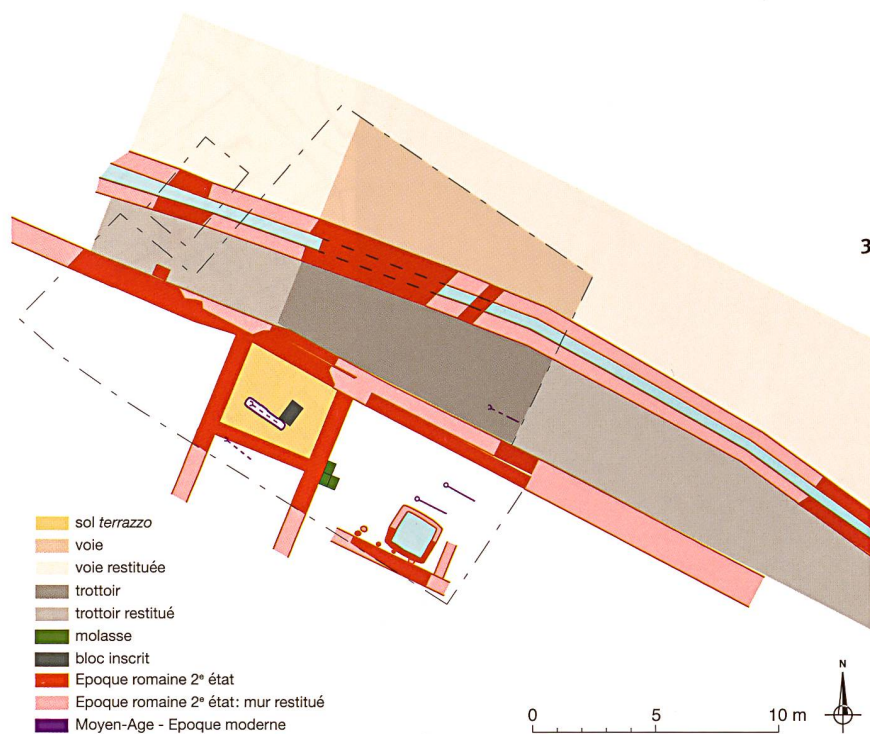 3
sol terrazzo
voie
voie restituée
trottoir
trottoir restitué
molasse
bloc inscrit
Epoque romaine 2ᵉ état
Epoque romaine 2ᵉ état: mur restitué
Moyen-Age - Epoque moderne
N
0 5 10 m